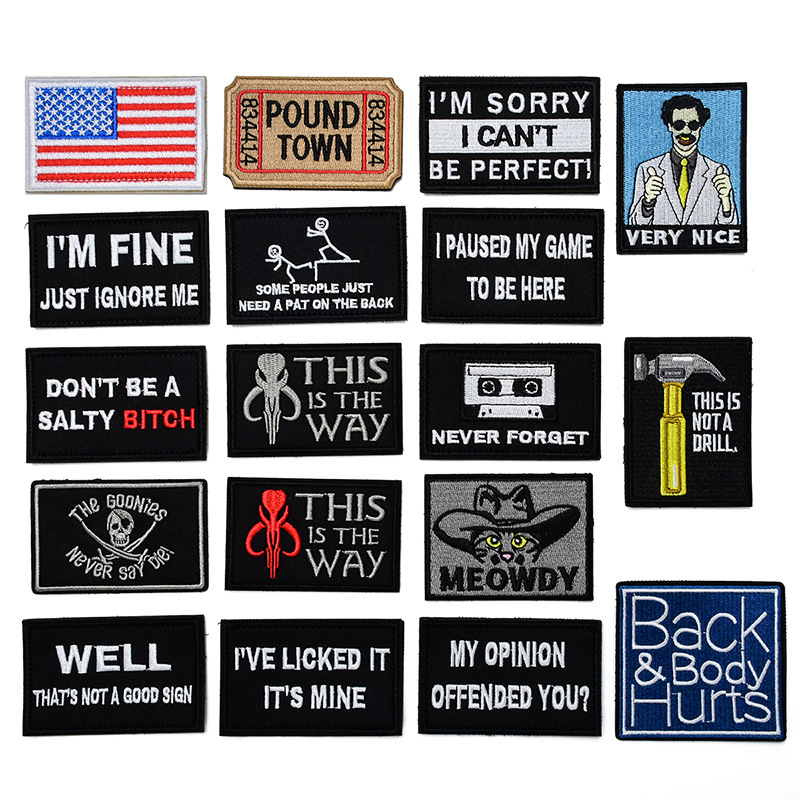 834414
POUND
TOWN
834414
I'M SORRY
I CAN'T
BE PERFECT!
VERY NICE
I'M FINE
JUST IGNORE ME
SOME PEOPLE JUST
NEED A PAT ON THE BACK
I PAUSED MY GAME
TO BE HERE
DON'T BE A
SALTY BITCH
THIS
IS THE
WAY
NEVER FORGET
THIS IS
NOT A
DRILL.
THE GOONIES
NEVER SAY DIE!
THIS
IS THE
WAY
MEOWDY
Back
& Body
Hurts
WELL
THAT'S NOT A GOOD SIGN
I'VE LICKED IT
IT'S MINE
MY OPINION
OFFENDED YOU?